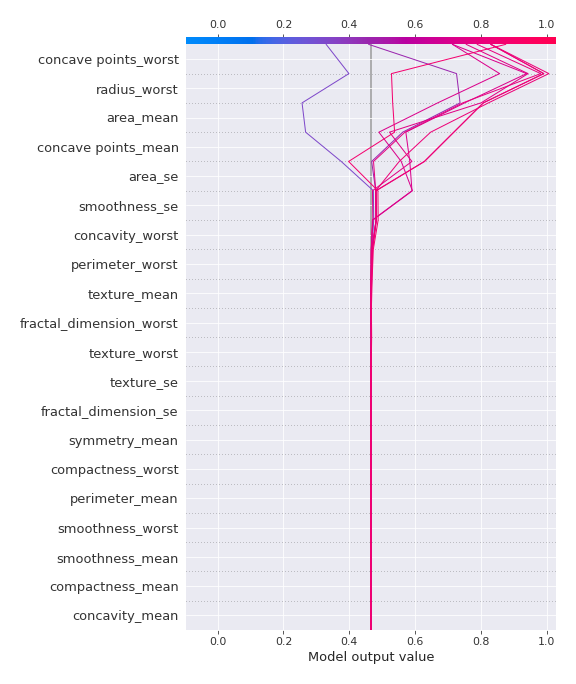 0.0 0.2 0.4 0.6 0.8 1.0
concave points_worst
radius_worst
area_mean
concave points_mean
area_se
smoothness_se
concavity_worst
perimeter_worst
texture_mean
fractal_dimension_worst
texture_worst
texture_se
fractal_dimension_se
symmetry_mean
compactness_worst
perimeter_mean
smoothness_worst
smoothness_mean
compactness_mean
concavity_mean
0.0 0.2 0.4 0.6 0.8 1.0
Model output value